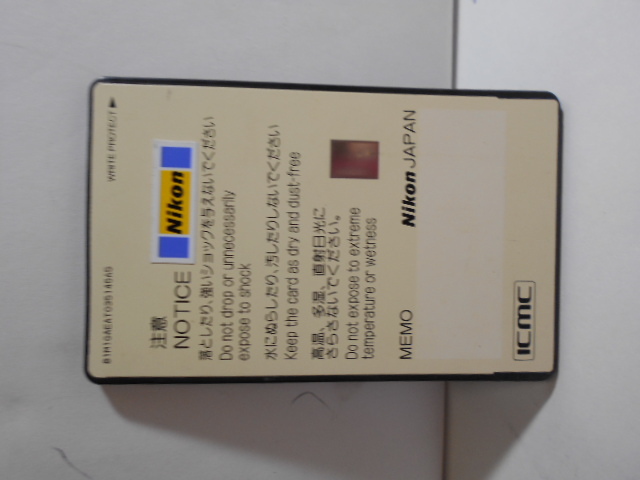 WRITE PROTECT ▶
注意
NOTICE
Nikon
落としたり、強いショックを与えないでください
Do not drop or unnecessarily
expose to shock
水にぬらしたり、汚したりしないでください
Keep the card as dry and dust-free
高温、多湿、直射日光に
さらさないでください。
Do not expose to extreme
temperature or wetness
MEMO
Nikon JAPAN
ICMC